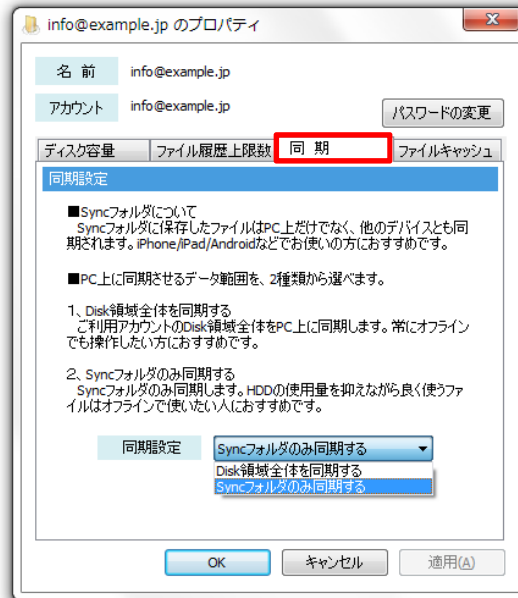 info@example.jp のプロパティ
名 前 info@example.jp
アカウント info@example.jp
パスワードの変更
ディスク容量 ファイル履歴上限数 同 期 ファイルキャッシュ
同期設定
■Syncフォルダについて
Syncフォルダに保存したファイルはPC上だけでなく、他のデバイスとも同
期されます。iPhone/iPad/Androidなどでお使いの方におすすめです。
■PC上に同期させるデータ範囲を、2種類から選べます。
1、Disk領域全体を同期する
ご利用アカウントのDisk領域全体をPC上に同期します。常にオフライン
でも操作したい方におすすめです。
2、Syncフォルダのみ同期する
Syncフォルダのみ同期します。HDDの使用量を抑えながら良く使うファ
イルはオフラインで使いたい人におすすめです。
同期設定 Syncフォルダのみ同期する
Disk領域全体を同期する
Syncフォルダのみ同期する
OK キャンセル 適用(A)